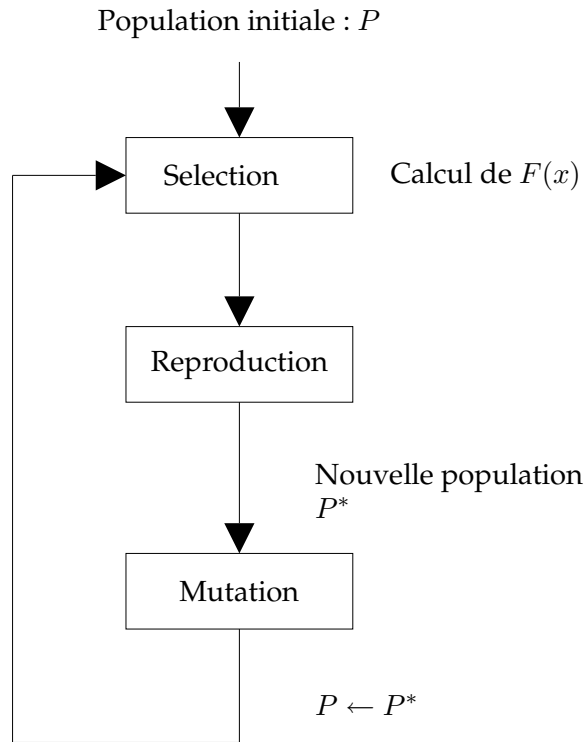 Population initiale : P
Selection
Calcul de F(x)
Reproduction
Nouvelle population
P*
Mutation
P ← P*